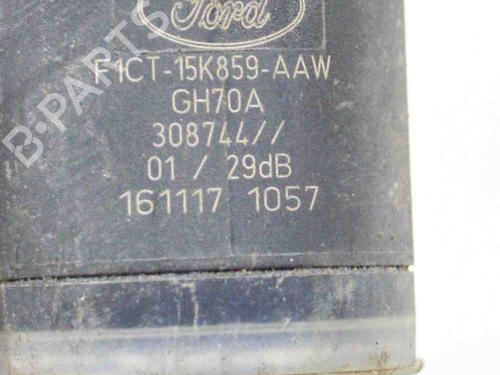 Ford
F1CT-15K859-AAW
GH70A
308744//
01 / 29dB
161117 1057
B-PARTS